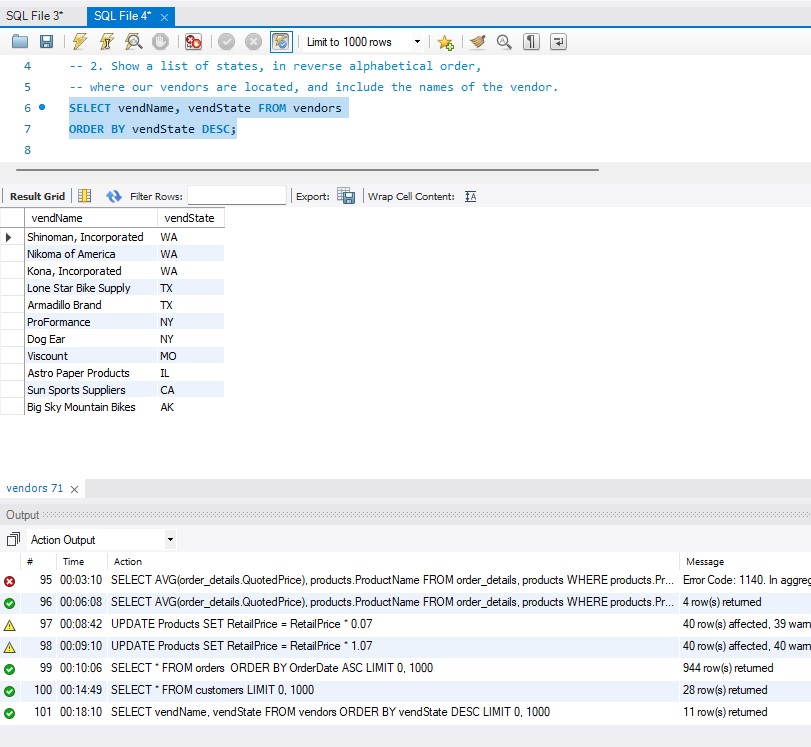 SQL File 3* SQL File 4*
Limit to 1000 rows
4 -- 2. Show a list of states, in reverse alphabetical order,
5 -- where our vendors are located, and include the names of the vendor.
6 SELECT vendName, vendState FROM vendors
7 ORDER BY vendState DESC;
8
Result Grid Filter Rows: Export: Wrap Cell Content:
vendName vendState
Shinoman, Incorporated WA
Nikoma of America WA
Kona, Incorporated WA
Lone Star Bike Supply TX
Armadillo Brand TX
ProFormance NY
Dog Ear NY
Viscount MO
Astro Paper Products IL
Sun Sports Suppliers CA
Big Sky Mountain Bikes AK
vendors 71
Output
Action Output
# Time Action Message
95 00:03:10 SELECT AVG(order_details.QuotedPrice), products.ProductName FROM order_details, products WHERE products.Pr... Error Code: 1140. In aggreg
96 00:06:08 SELECT AVG(order_details.QuotedPrice), products.ProductName FROM order_details, products WHERE products.Pr... 4 row(s) returned
97 00:08:42 UPDATE Products SET RetailPrice = RetailPrice * 0.07 40 row(s) affected, 39 warn
98 00:09:10 UPDATE Products SET RetailPrice = RetailPrice * 1.07 40 row(s) affected, 40 warn
99 00:10:06 SELECT * FROM orders ORDER BY OrderDate ASC LIMIT 0, 1000 944 row(s) returned
100 00:14:49 SELECT * FROM customers LIMIT 0, 1000 28 row(s) returned
101 00:18:10 SELECT vendName, vendState FROM vendors ORDER BY vendState DESC LIMIT 0, 1000 11 row(s) returned